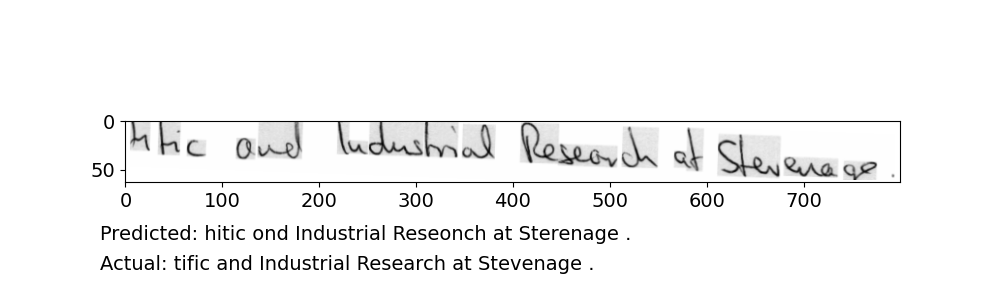 0
50
tific and Industrial Research at Stevenage .
0 100 200 300 400 500 600 700
Predicted: hitic ond Industrial Reseonch at Sterenage .
Actual: tific and Industrial Research at Stevenage .